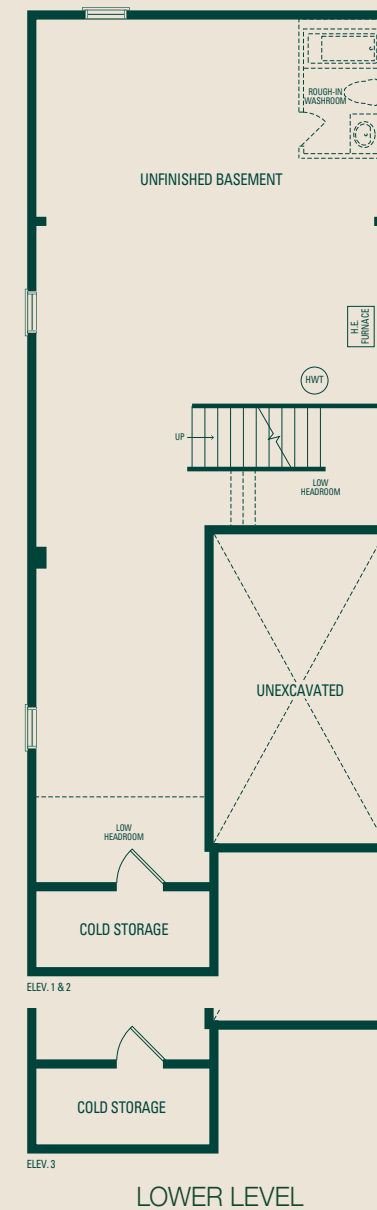 ROUGH-IN
WASHROOM
UNFINISHED BASEMENT
H.E.
FURNACE
HWT
UP
LOW
HEADROOM
UNEXCAVATED
LOW
HEADROOM
COLD STORAGE
ELEV. 1 & 2
COLD STORAGE
ELEV. 3
LOWER LEVEL